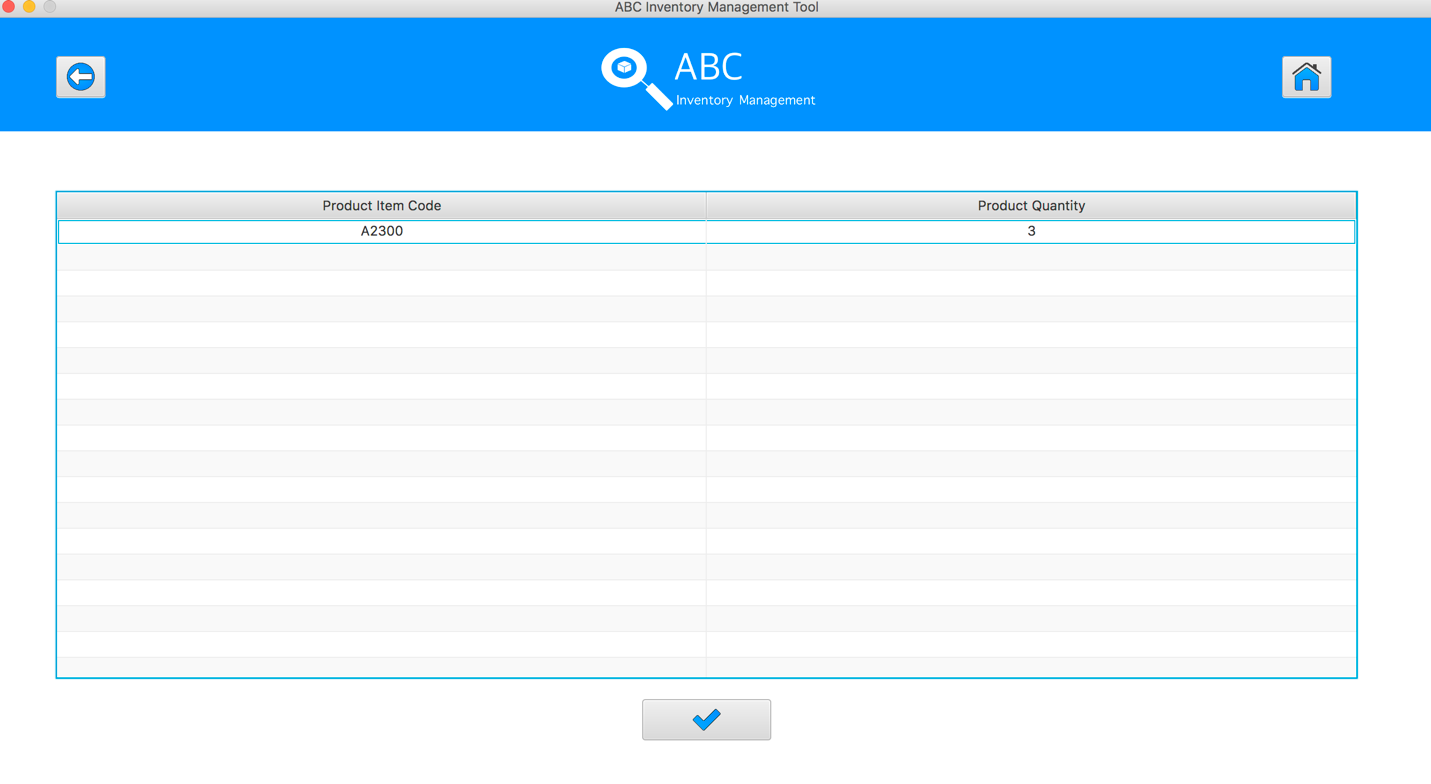 ABC Inventory Management Tool
ABC
Inventory Management
Product Item Code Product Quantity
A2300 3